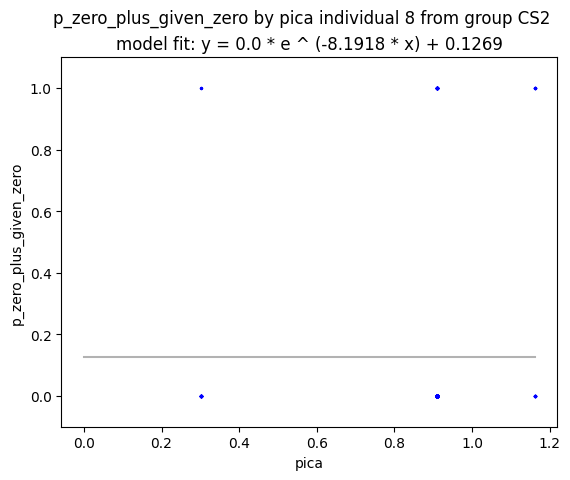 p_zero_plus_given_zero by pica individual 8 from group CS2
model fit: y = 0.0 * e ^ (-8.1918 * x) + 0.1269
1.0
0.8
0.6
0.4
0.2
0.0
p_zero_plus_given_zero
0.0 0.2 0.4 0.6 0.8 1.0 1.2
pica